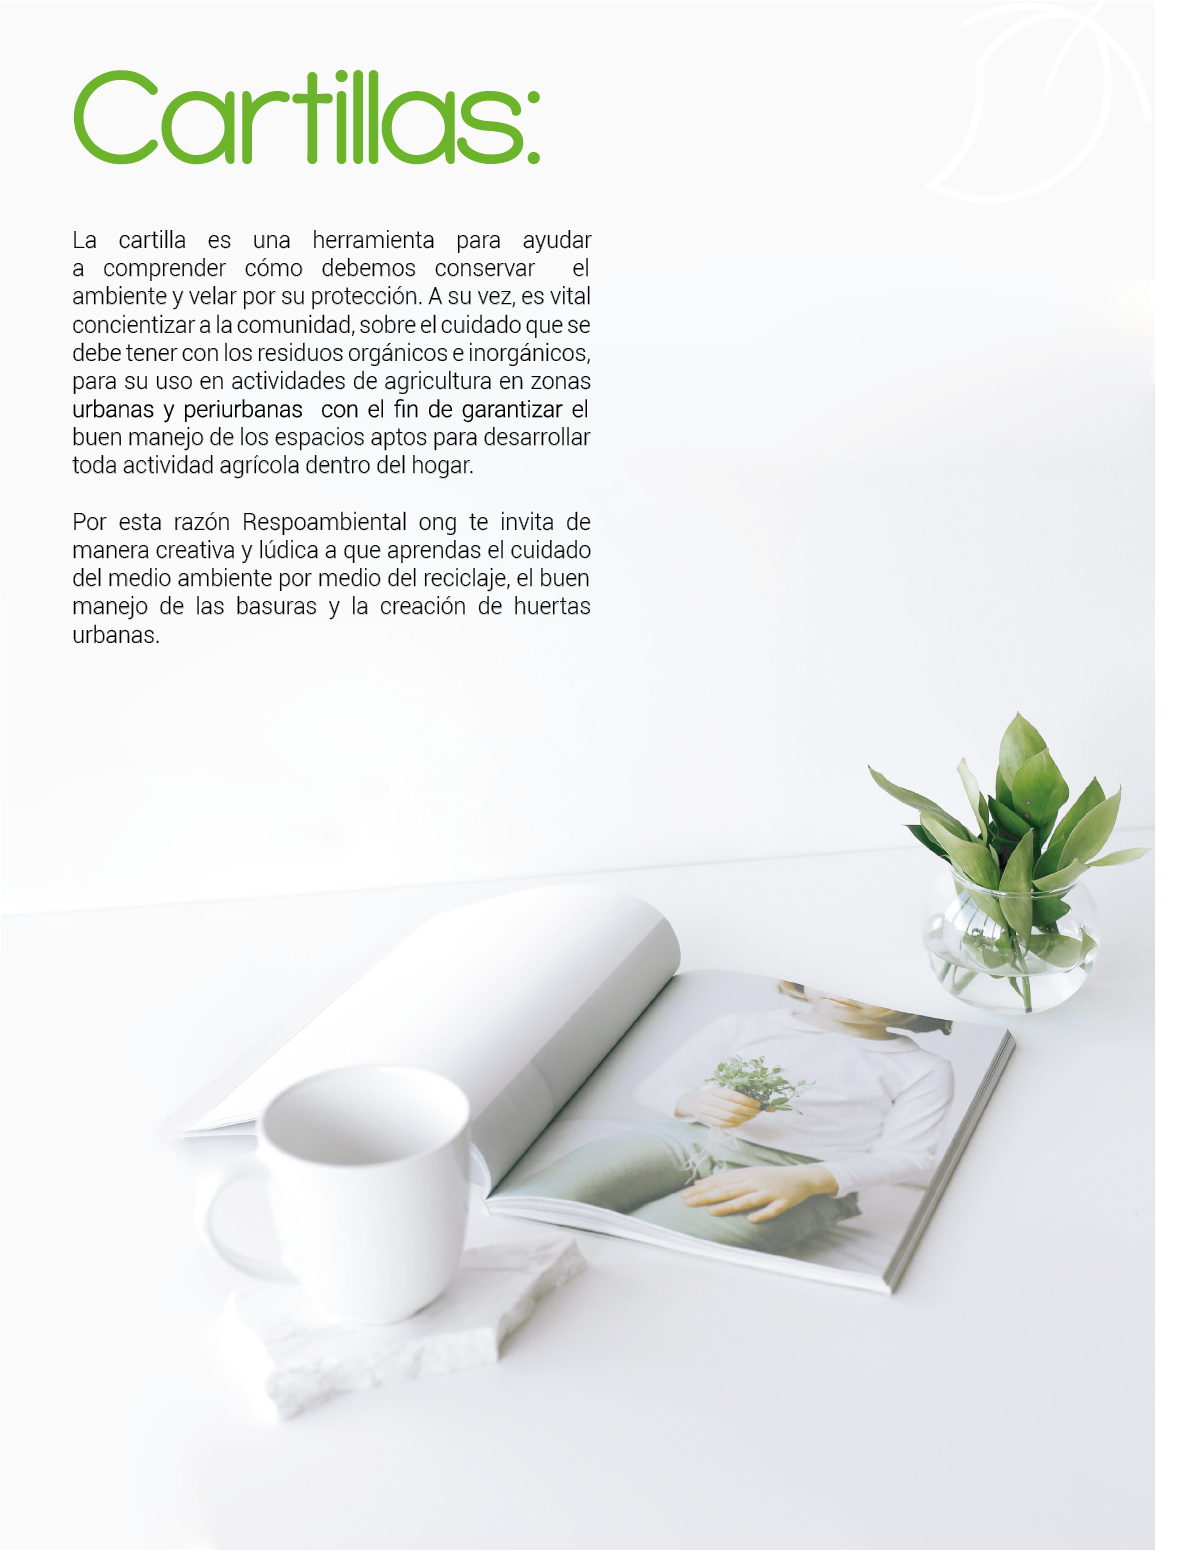 Cartillas:
La cartilla es una herramienta para ayudar
a comprender cómo debemos conservar el
ambiente y velar por su protección. A su vez, es vital
concientizar a la comunidad, sobre el cuidado que se
debe tener con los residuos orgánicos e inorgánicos,
para su uso en actividades de agricultura en zonas
urbanas y periurbanas con el fin de garantizar el
buen manejo de los espacios aptos para desarrollar
toda actividad agrícola dentro del hogar.
Por esta razón Respoambiental ong te invita de
manera creativa y lúdica a que aprendas el cuidado
del medio ambiente por medio del reciclaje, el buen
manejo de las basuras y la creación de huertas
urbanas.